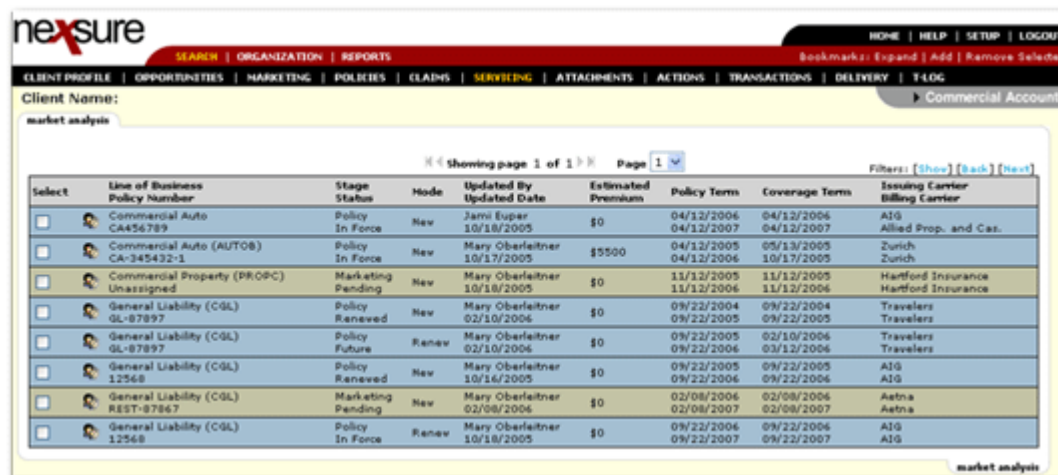 nexsure
HOME | HELP | SETUP | LOGOUT
SEARCH | ORGANIZATION | REPORTS
Bookmarks: Expand | Add | Remove Selecte
CLIENT PROFILE | OPPORTUNITIES | MARKETING | POLICIES | CLAIMS | SERVICING | ATTACHMENTS | ACTIONS | TRANSACTIONS | DELIVERY | T-LOG
Client Name:
Commercial Account
market analysis
Showing page 1 of 1 Page 1
Filters: [Show] [Back] [Next]
Select Line of Business Stage Mode Updated By Estimated Policy Term Coverage Term Issuing Carrier
Policy Number Status Updated Date Premium Billing Carrier
Commercial Auto Policy New Jami Euper $0 04/12/2006 04/12/2006 AIG
CA456789 In Force 10/18/2005 04/12/2007 04/12/2007 Allied Prop. and Cas.
Commercial Auto (AUTOB) Policy New Mary Oberleitner $5500 04/12/2005 05/13/2005 Zurich
CA-345432-1 In Force 10/17/2005 04/12/2006 10/17/2005 Zurich
Commercial Property (PROPC) Marketing New Mary Oberleitner $0 11/12/2005 11/12/2005 Hartford Insurance
Unassigned Pending 10/18/2005 11/12/2006 11/12/2006 Hartford Insurance
General Liability (CGL) Policy New Mary Oberleitner $0 09/22/2004 09/22/2004 Travelers
GL-87897 Renewed 02/10/2006 09/22/2005 09/22/2005 Travelers
General Liability (CGL) Policy Renew Mary Oberleitner $0 09/22/2005 02/10/2006 Travelers
GL-87897 Future 02/10/2006 09/22/2006 03/12/2006 Travelers
General Liability (CGL) Policy New Mary Oberleitner $0 09/22/2005 09/22/2005 AIG
12568 Renewed 10/16/2005 09/22/2006 09/22/2006 AIG
General Liability (CGL) Marketing New Mary Oberleitner $0 02/08/2006 02/08/2006 Aetna
REST-87867 Pending 02/08/2006 02/08/2007 02/08/2007 Aetna
General Liability (CGL) Policy Renew Mary Oberleitner $0 09/22/2006 09/22/2006 AIG
12568 In Force 10/18/2005 09/22/2007 09/22/2007 AIG
market analysis